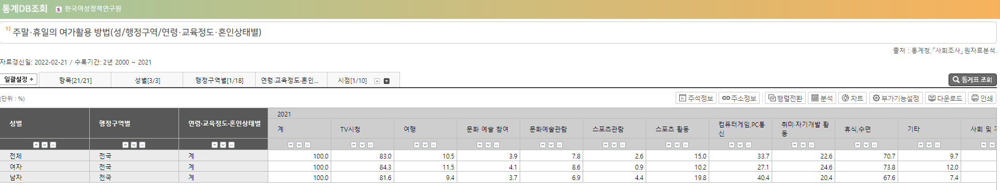 통계DB조회 S 한국여성정책연구원
1) 주말·휴일의 여가활용 방법(성/행정구역/연령·교육정도·혼인상태별)
출처 : 통계청,「사회조사」원자료분석.
자료갱신일: 2022-02-21 / 수록기간: 2년 2000 ~ 2021
일괄설정 + 항목[21/21] 성별[3/3] 행정구역별[1/18] 연령·교육정도·혼인... 시점[1/10] 통계표 조회
(단위 : %) 주석정보 주소정보 행렬전환 분석 차트 부가기능설정 다운로드 인쇄
성별 행정구역별 연령·교육정도·혼인상태별 2021
계 TV시청 여행 문화 예술 참여 문화예술관람 스포츠관람 스포츠 활동 컴퓨터게임,PC통신 취미·자기개발 활동 휴식,수면 기타 사회 및
전체 전국 계 100.0 83.0 10.5 3.9 7.8 2.6 15.0 33.7 22.6 70.7 9.7
여자 전국 계 100.0 84.3 11.5 4.1 8.6 0.9 10.2 27.1 24.6 73.8 12.0
남자 전국 계 100.0 81.6 9.4 3.7 6.9 4.4 19.8 40.4 20.4 67.6 7.4